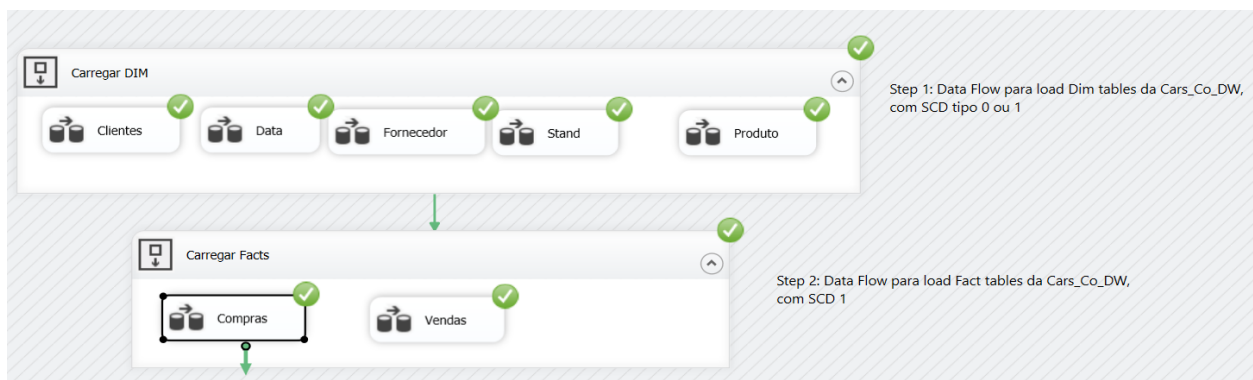 Carregar DIM
Clientes
Data
Fornecedor
Stand
Produto
Step 1: Data Flow para load Dim tables da Cars_Co_DW,
com SCD tipo 0 ou 1
Carregar Facts
Compras
Vendas
Step 2: Data Flow para load Fact tables da Cars_Co_DW,
com SCD 1